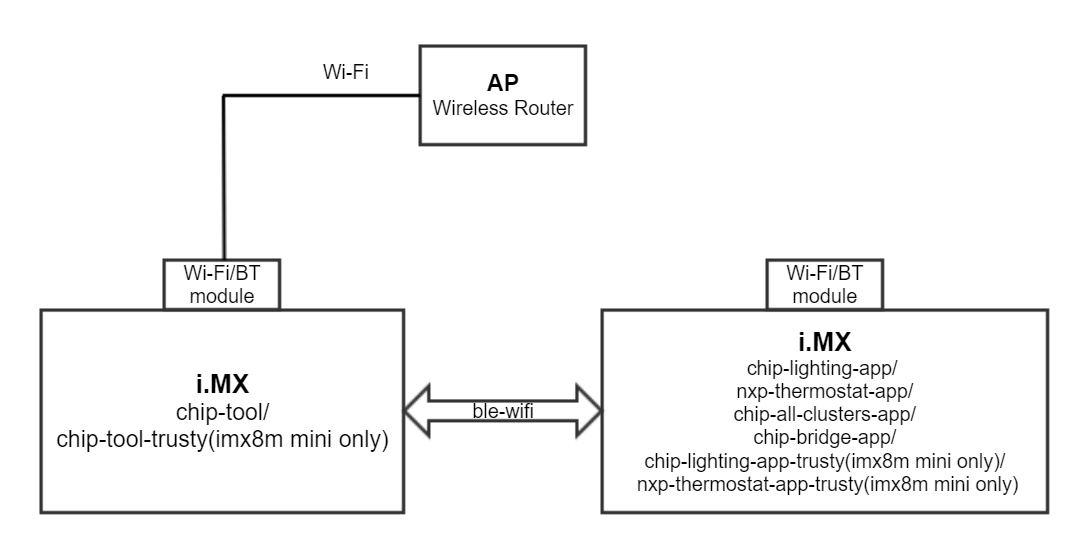 Wi-Fi
AP
Wireless Router
Wi-Fi/BT
module
i.MX
chip-tool/
chip-tool-trusty(imx8m mini only)
ble-wifi
Wi-Fi/BT
module
i.MX
chip-lighting-app/
nxp-thermostat-app/
chip-all-clusters-app/
chip-bridge-app/
chip-lighting-app-trusty(imx8m mini only)/
nxp-thermostat-app-trusty(imx8m mini only)